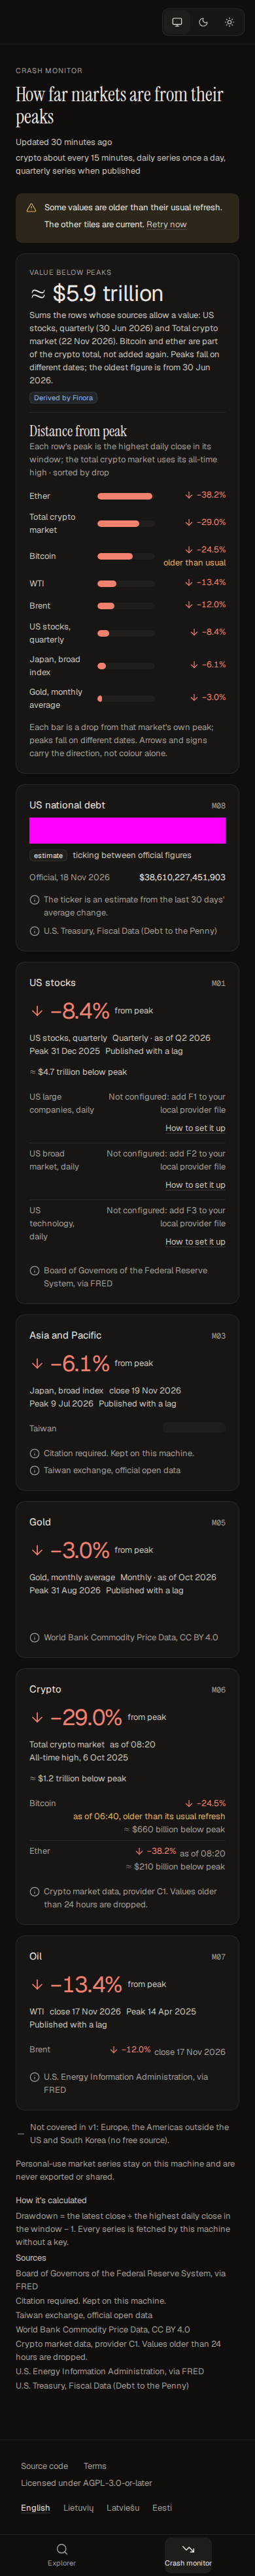 CRASH MONITOR
How far markets are from their
peaks
Updated 30 minutes ago
crypto about every 15 minutes, daily series once a day,
quarterly series when published
Some values are older than their usual refresh.
The other tiles are current. Retry now
VALUE BELOW PEAKS
≈ $5.9 trillion
Sums the rows whose sources allow a value: US
stocks, quarterly (30 Jun 2026) and Total crypto
market (22 Nov 2026). Bitcoin and ether are part
of the crypto total, not added again. Peaks fall on
different dates; the oldest figure is from 30 Jun
2026.
Derived by Finora
Distance from peak
Each row's peak is the highest daily close in its
window; the total crypto market uses its all-time
high · sorted by drop
Ether ↓ −38.2%
Total crypto
market ↓ −29.0%
Bitcoin ↓ −24.5%
older than usual
WTI ↓ −13.4%
Brent ↓ −12.0%
US stocks,
quarterly ↓ −8.4%
Japan, broad
index ↓ −6.1%
Gold, monthly
average ↓ −3.0%
Each bar is a drop from that market's own peak;
peaks fall on different dates. Arrows and signs
carry the direction, not colour alone.
US national debt M08
estimate ticking between official figures
Official, 18 Nov 2026 $38,610,227,451,903
The ticker is an estimate from the last 30 days'
average change.
U.S. Treasury, Fiscal Data (Debt to the Penny)
US stocks M01
↓ −8.4% from peak
US stocks, quarterly Quarterly · as of Q2 2026
Peak 31 Dec 2025 Published with a lag
≈ $4.7 trillion below peak
US large Not configured: add F1 to your
companies, daily local provider file
How to set it up
US broad Not configured: add F2 to your
market, daily local provider file
How to set it up
US Not configured: add F3 to your
technology, local provider file
daily How to set it up
Board of Governors of the Federal Reserve
System, via FRED
Asia and Pacific M03
↓ −6.1% from peak
Japan, broad index close 19 Nov 2026
Peak 9 Jul 2026 Published with a lag
Taiwan
Citation required. Kept on this machine.
Taiwan exchange, official open data
Gold M05
↓ −3.0% from peak
Gold, monthly average Monthly · as of Oct 2026
Peak 31 Aug 2026 Published with a lag
World Bank Commodity Price Data, CC BY 4.0
Crypto M06
↓ −29.0% from peak
Total crypto market as of 08:20
All-time high, 6 Oct 2025
≈ $1.2 trillion below peak
Bitcoin ↓ −24.5%
as of 06:40, older than its usual refresh
≈ $660 billion below peak
Ether ↓ −38.2% as of 08:20
≈ $210 billion below peak
Crypto market data, provider C1. Values older
than 24 hours are dropped.
Oil M07
↓ −13.4% from peak
WTI close 17 Nov 2026 Peak 14 Apr 2025
Published with a lag
Brent ↓ −12.0% close 17 Nov 2026
U.S. Energy Information Administration, via
FRED
— Not covered in v1: Europe, the Americas outside the
US and South Korea (no free source).
Personal-use market series stay on this machine and are
never exported or shared.
How it's calculated
Drawdown = the latest close ÷ the highest daily close in
the window − 1. Every series is fetched by this machine
without a key.
Sources
Board of Governors of the Federal Reserve System, via
FRED
Citation required. Kept on this machine.
Taiwan exchange, official open data
World Bank Commodity Price Data, CC BY 4.0
Crypto market data, provider C1. Values older than 24
hours are dropped.
U.S. Energy Information Administration, via FRED
U.S. Treasury, Fiscal Data (Debt to the Penny)
Source code Terms
Licensed under AGPL-3.0-or-later
English Lietuvių Latviešu Eesti
Explorer Crash monitor